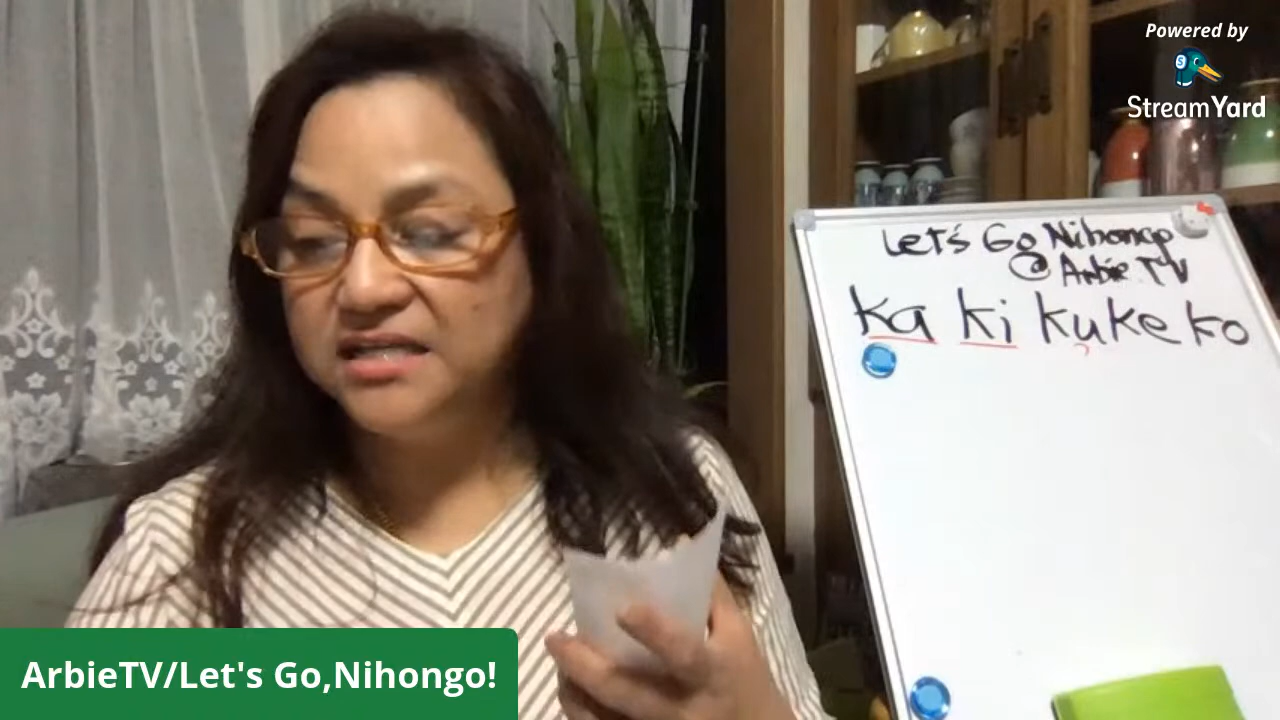 Powered by
StreamYard
Let's Go Nihongo
@ Arbie TV
ka ki ku ke ko
ArbieTV/Let's Go,Nihongo!